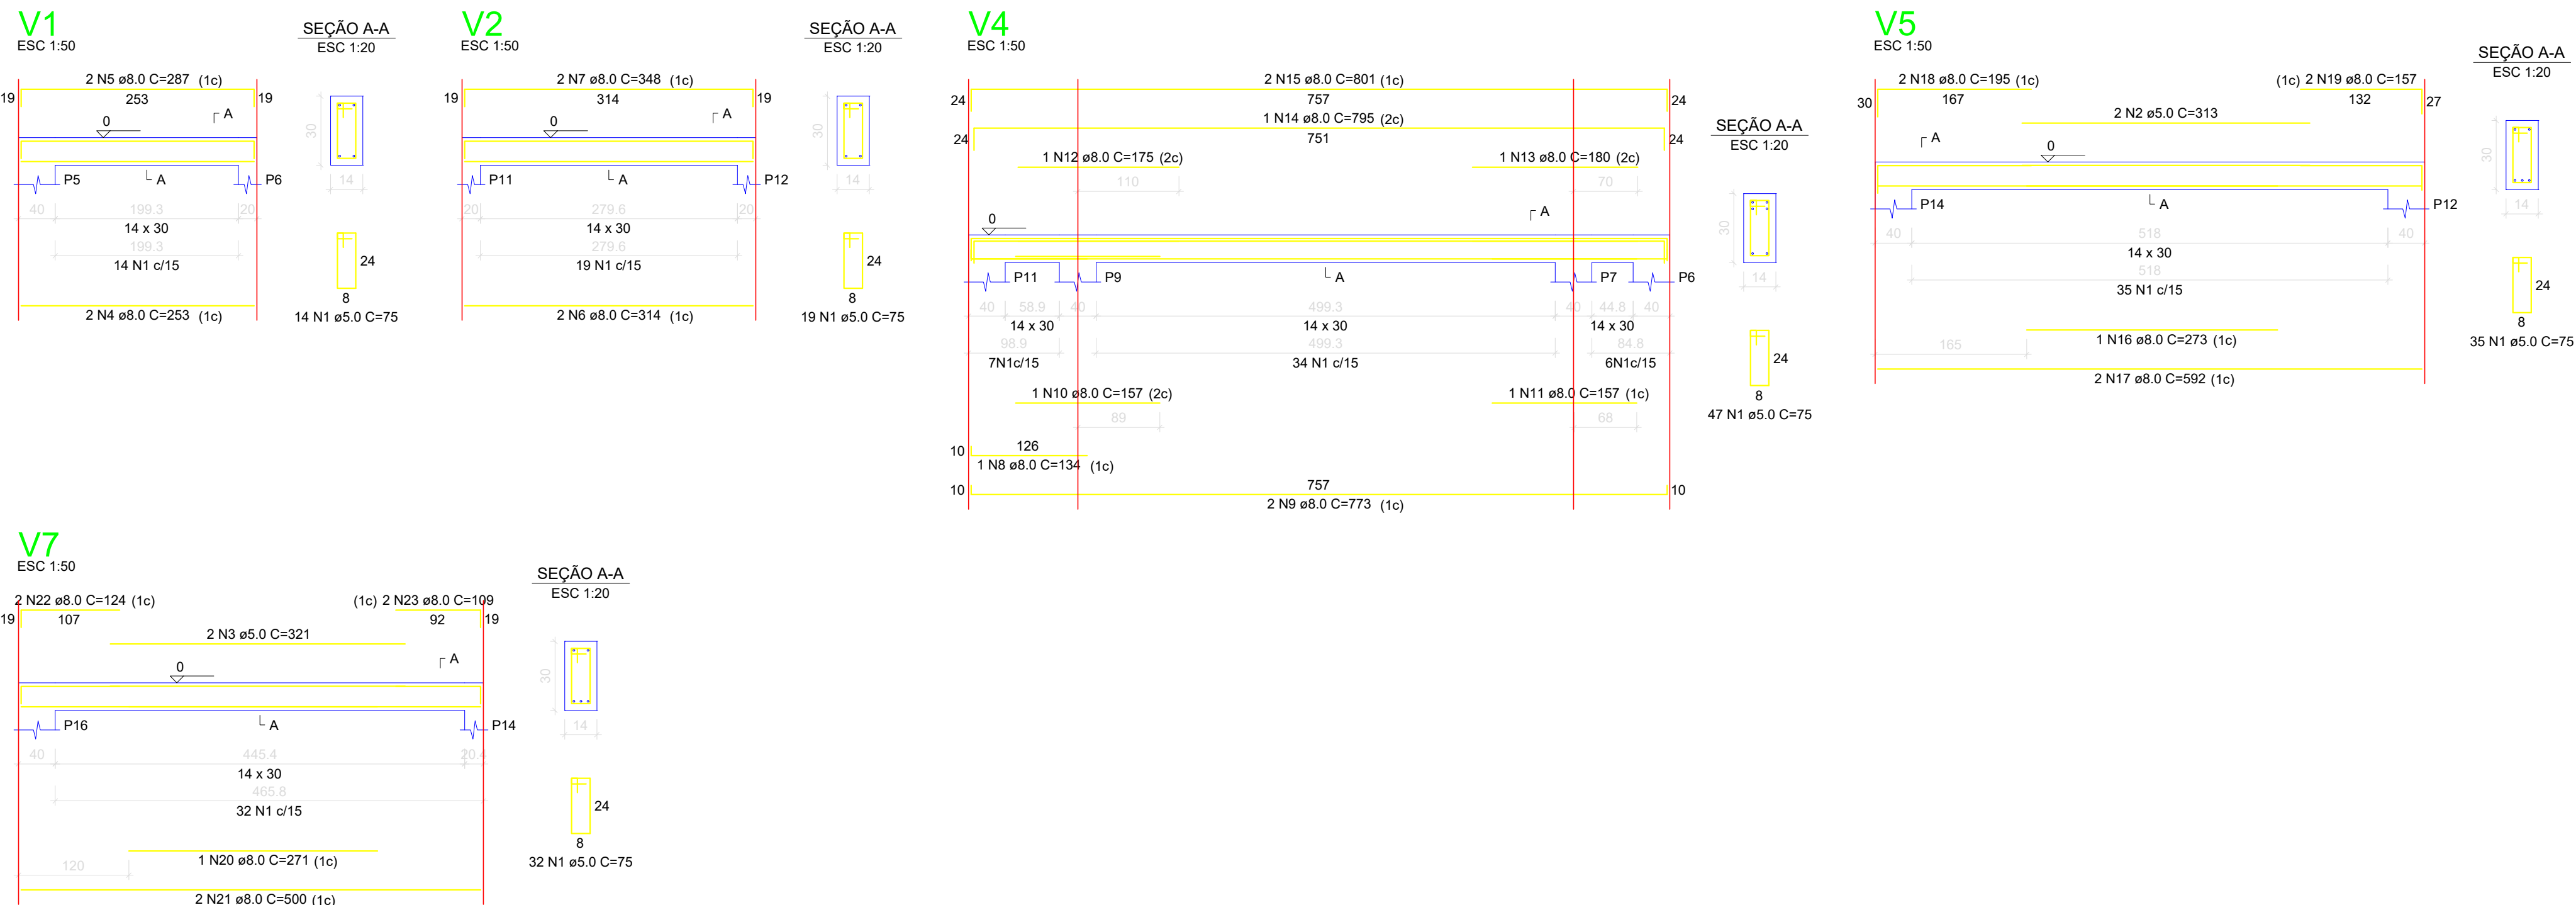 V1
ESC 1:50
SEÇÃO A-A
ESC 1:20
2 N5 ø8.0 C=287 (1c)
19
253
19
A
0
30
P5
A
P6
14
40
199.3
20
14 x 30
199.3
14 N1 c/15
24
8
2 N4 ø8.0 C=253 (1c)
14 N1 ø5.0 C=75
V2
ESC 1:50
SEÇÃO A-A
ESC 1:20
2 N7 ø8.0 C=348 (1c)
19
314
19
A
0
30
P11
A
P12
14
20
279.6
20
14 x 30
279.6
19 N1 c/15
24
8
2 N6 ø8.0 C=314 (1c)
19 N1 ø5.0 C=75
V4
ESC 1:50
2 N15 ø8.0 C=801 (1c)
24
757
24
1 N14 ø8.0 C=795 (2c)
24
751
24
SEÇÃO A-A
ESC 1:20
1 N12 ø8.0 C=175 (2c)
1 N13 ø8.0 C=180 (2c)
110
70
A
0
30
P11
P9
A
P7
P6
14
40
58.9
40
499.3
40
44.8
40
14 x 30
14 x 30
14 x 30
98.9
499.3
84.8
7N1c/15
34 N1 c/15
6N1c/15
24
8
47 N1 ø5.0 C=75
1 N10 ø8.0 C=157 (2c)
1 N11 ø8.0 C=157 (1c)
89
68
10
126
1 N8 ø8.0 C=134 (1c)
10
757
10
2 N9 ø8.0 C=773 (1c)
V5
ESC 1:50
SEÇÃO A-A
ESC 1:20
2 N18 ø8.0 C=195 (1c)
(1c) 2 N19 ø8.0 C=157
30
167
132
27
2 N2 ø5.0 C=313
A
0
30
P14
A
P12
14
40
518
40
14 x 30
518
35 N1 c/15
24
8
35 N1 ø5.0 C=75
1 N16 ø8.0 C=273 (1c)
165
2 N17 ø8.0 C=592 (1c)
V7
ESC 1:50
SEÇÃO A-A
ESC 1:20
2 N22 ø8.0 C=124 (1c)
(1c) 2 N23 ø8.0 C=109
19
107
92
19
2 N3 ø5.0 C=321
A
0
30
P16
A
P14
14
40
445.4
20.4
14 x 30
465.8
32 N1 c/15
24
8
32 N1 ø5.0 C=75
1 N20 ø8.0 C=271 (1c)
120
2 N21 ø8.0 C=500 (1c)